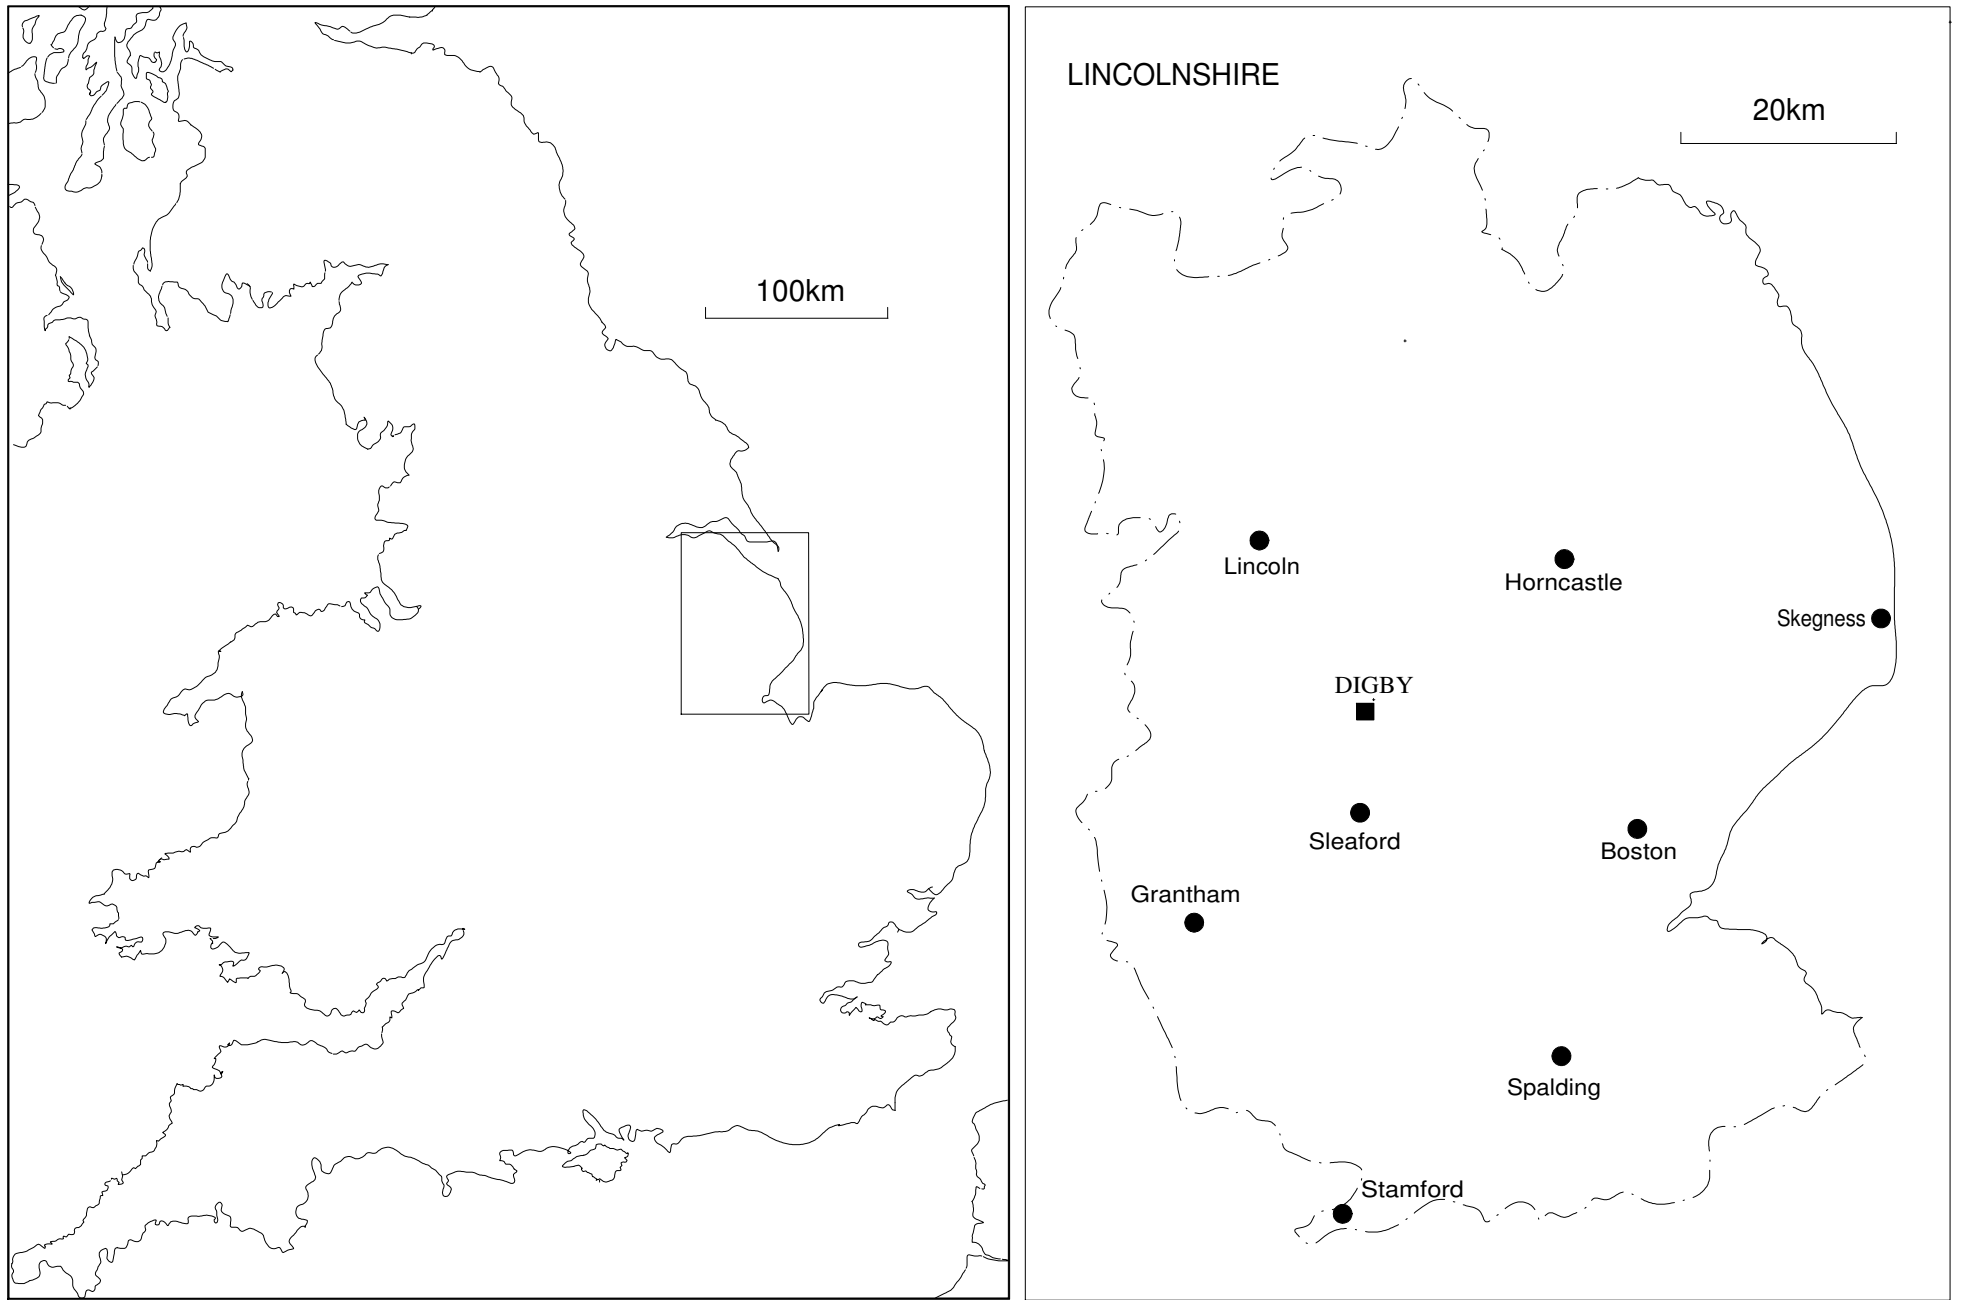 100km
LINCOLNSHIRE
20km
Lincoln
Horncastle
Skegness
DIGBY
Sleaford
Boston
Grantham
Spalding
Stamford